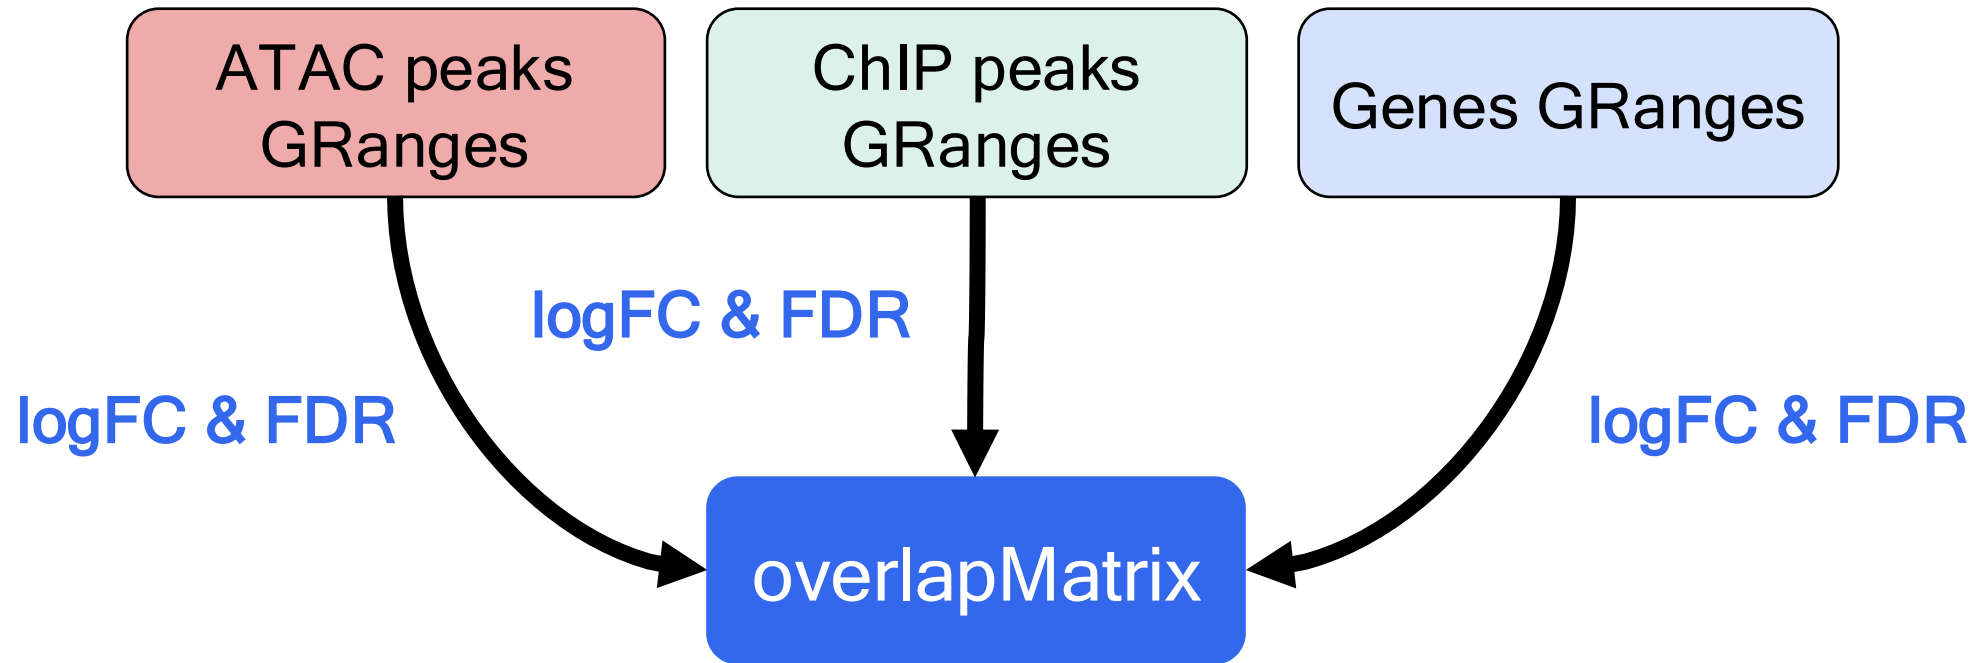 ATAC peaks
GRanges
ChIP peaks
GRanges
Genes GRanges
logFC & FDR
logFC & FDR
logFC & FDR
overlapMatrix